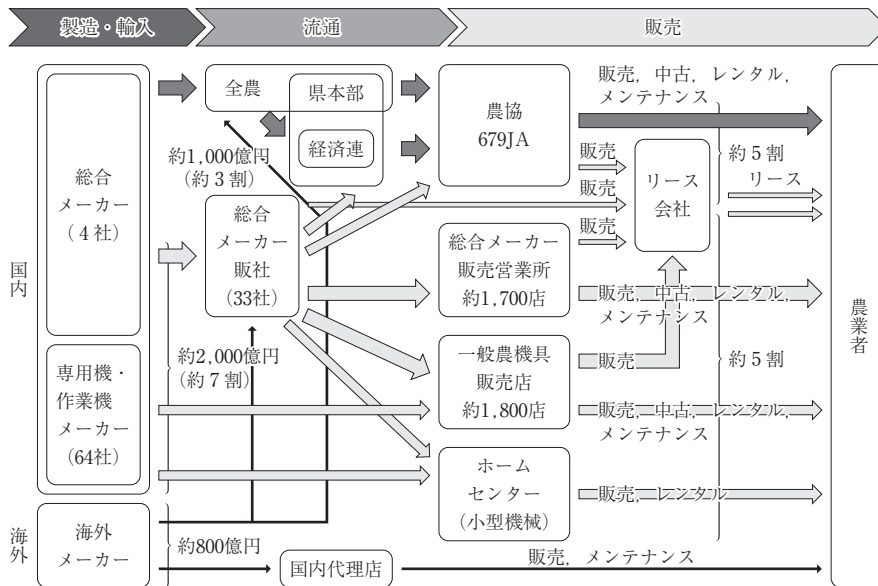 製造・輸入
流通
販売
国内
総合
メーカー
(4社)
専用機・
作業機
メーカー
(64社)
海外
海外
メーカー
全農
県本部
経済連
約1,000億円
(約3割)
総合
メーカー
販社
(33社)
約2,000億円
(約7割)
約800億円
国内代理店
農協
679JA
総合メーカー
販売営業所
約1,700店
一般農機具
販売店
約1,800店
ホーム
センター
(小型機械)
販売，中古，レンタル，
メンテナンス
販売
販売
販売
リース
会社
約5割
リース
販売，中古，レンタル，
メンテナンス
販売
約5割
販売，中古，レンタル，
メンテナンス
販売，レンタル
販売，メンテナンス
農業者